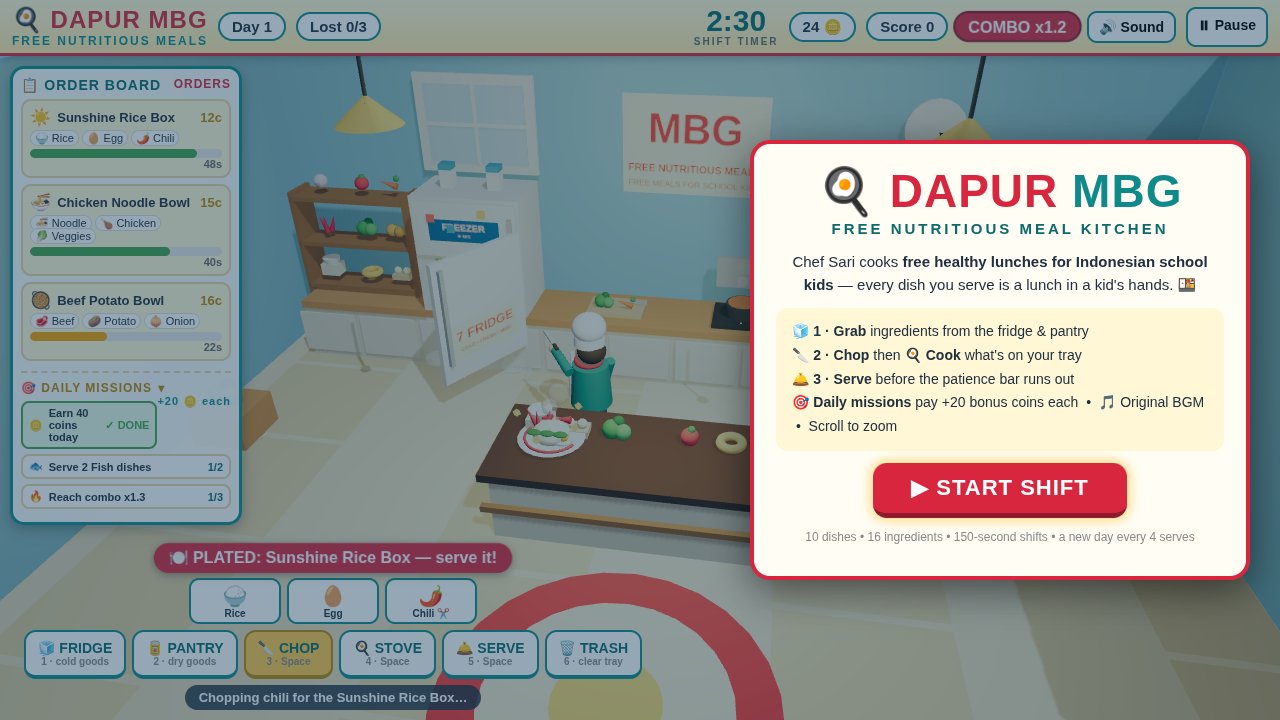 DAPUR MBG
FREE NUTRITIOUS MEALS
Day 1
Lost 0/3
2:30
SHIFT TIMER
24
Score 0
COMBO x1.2
Sound
Pause
ORDER BOARD
ORDERS
Sunshine Rice Box 12c
Rice Egg Chili
48s
Chicken Noodle Bowl 15c
Noodle Chicken
Veggies
40s
Beef Potato Bowl 16c
Beef Potato Onion
22s
DAILY MISSIONS ▼
+20 each
Earn 40
coins
today
✓ DONE
Serve 2 Fish dishes 1/2
Reach combo x1.3 1/3
MBG
FREE NUTRITIOUS
FREE MEALS FOR SCHOOL
FREEZER
7 FRIDGE
DAPUR MBG
FREE NUTRITIOUS MEAL KITCHEN
Chef Sari cooks free healthy lunches for Indonesian school
kids — every dish you serve is a lunch in a kid's hands.
1 · Grab ingredients from the fridge & pantry
2 · Chop then Cook what's on your tray
3 · Serve before the patience bar runs out
Daily missions pay +20 bonus coins each • Original BGM
• Scroll to zoom
▶ START SHIFT
10 dishes • 16 ingredients • 150-second shifts • a new day every 4 serves
PLATED: Sunshine Rice Box — serve it!
Rice
Egg
Chili
FRIDGE
1 · cold goods
PANTRY
2 · dry goods
CHOP
3 · Space
STOVE
4 · Space
SERVE
5 · Space
TRASH
6 · clear tray
Chopping chili for the Sunshine Rice Box…